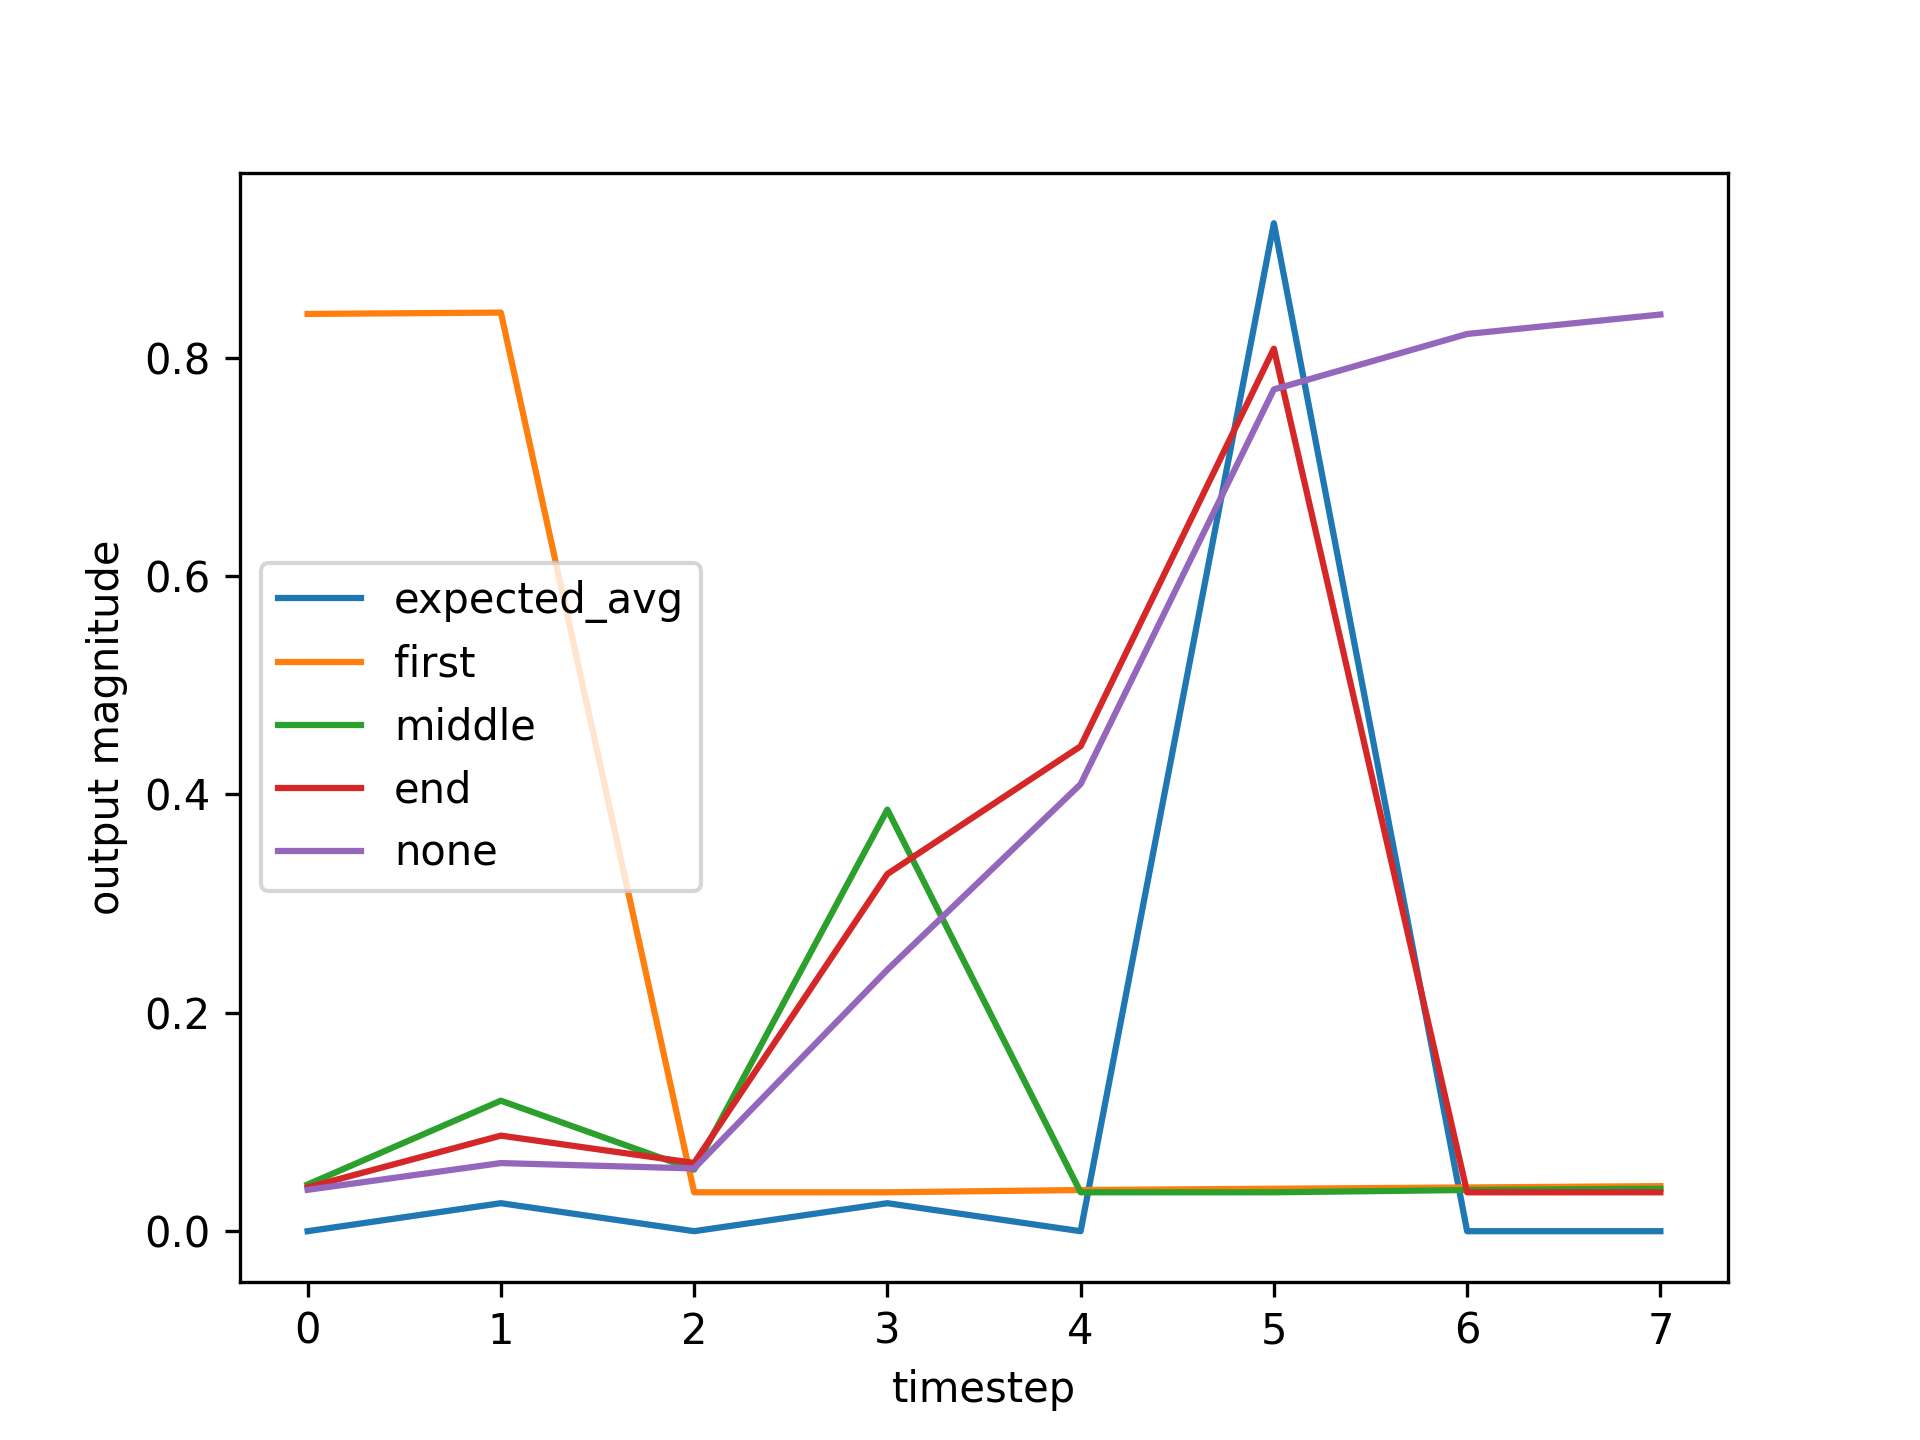 output magnitude
0.8
0.6
0.4
0.2
0.0
expected_avg
first
middle
end
none
0 1 2 3 4 5 6 7
timestep